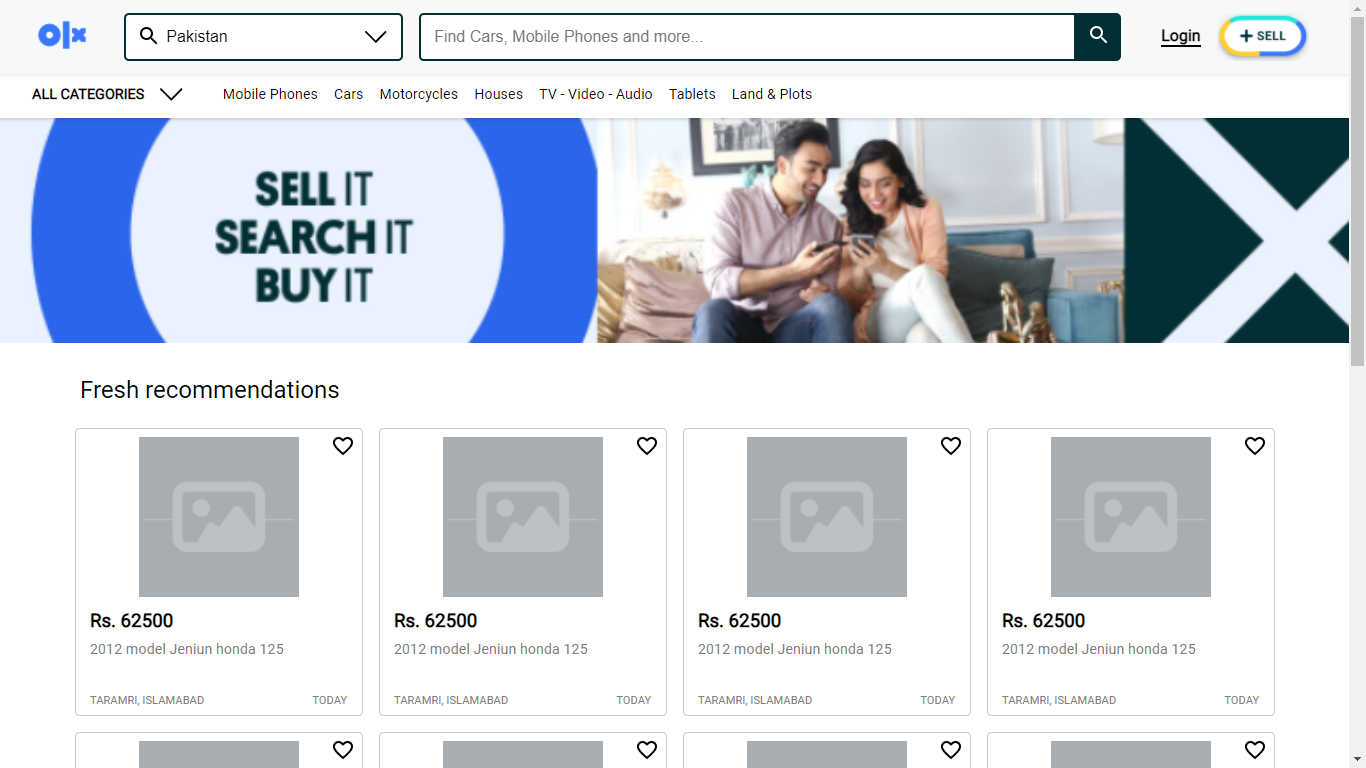 olx
Pakistan
Find Cars, Mobile Phones and more...
Login
+ SELL
ALL CATEGORIES
Mobile Phones
Cars
Motorcycles
Houses
TV - Video - Audio
Tablets
Land & Plots
SELL IT
SEARCH IT
BUY IT
Fresh recommendations
Rs. 62500
2012 model Jeniun honda 125
TARAMRI, ISLAMABAD
TODAY
Rs. 62500
2012 model Jeniun honda 125
TARAMRI, ISLAMABAD
TODAY
Rs. 62500
2012 model Jeniun honda 125
TARAMRI, ISLAMABAD
TODAY
Rs. 62500
2012 model Jeniun honda 125
TARAMRI, ISLAMABAD
TODAY